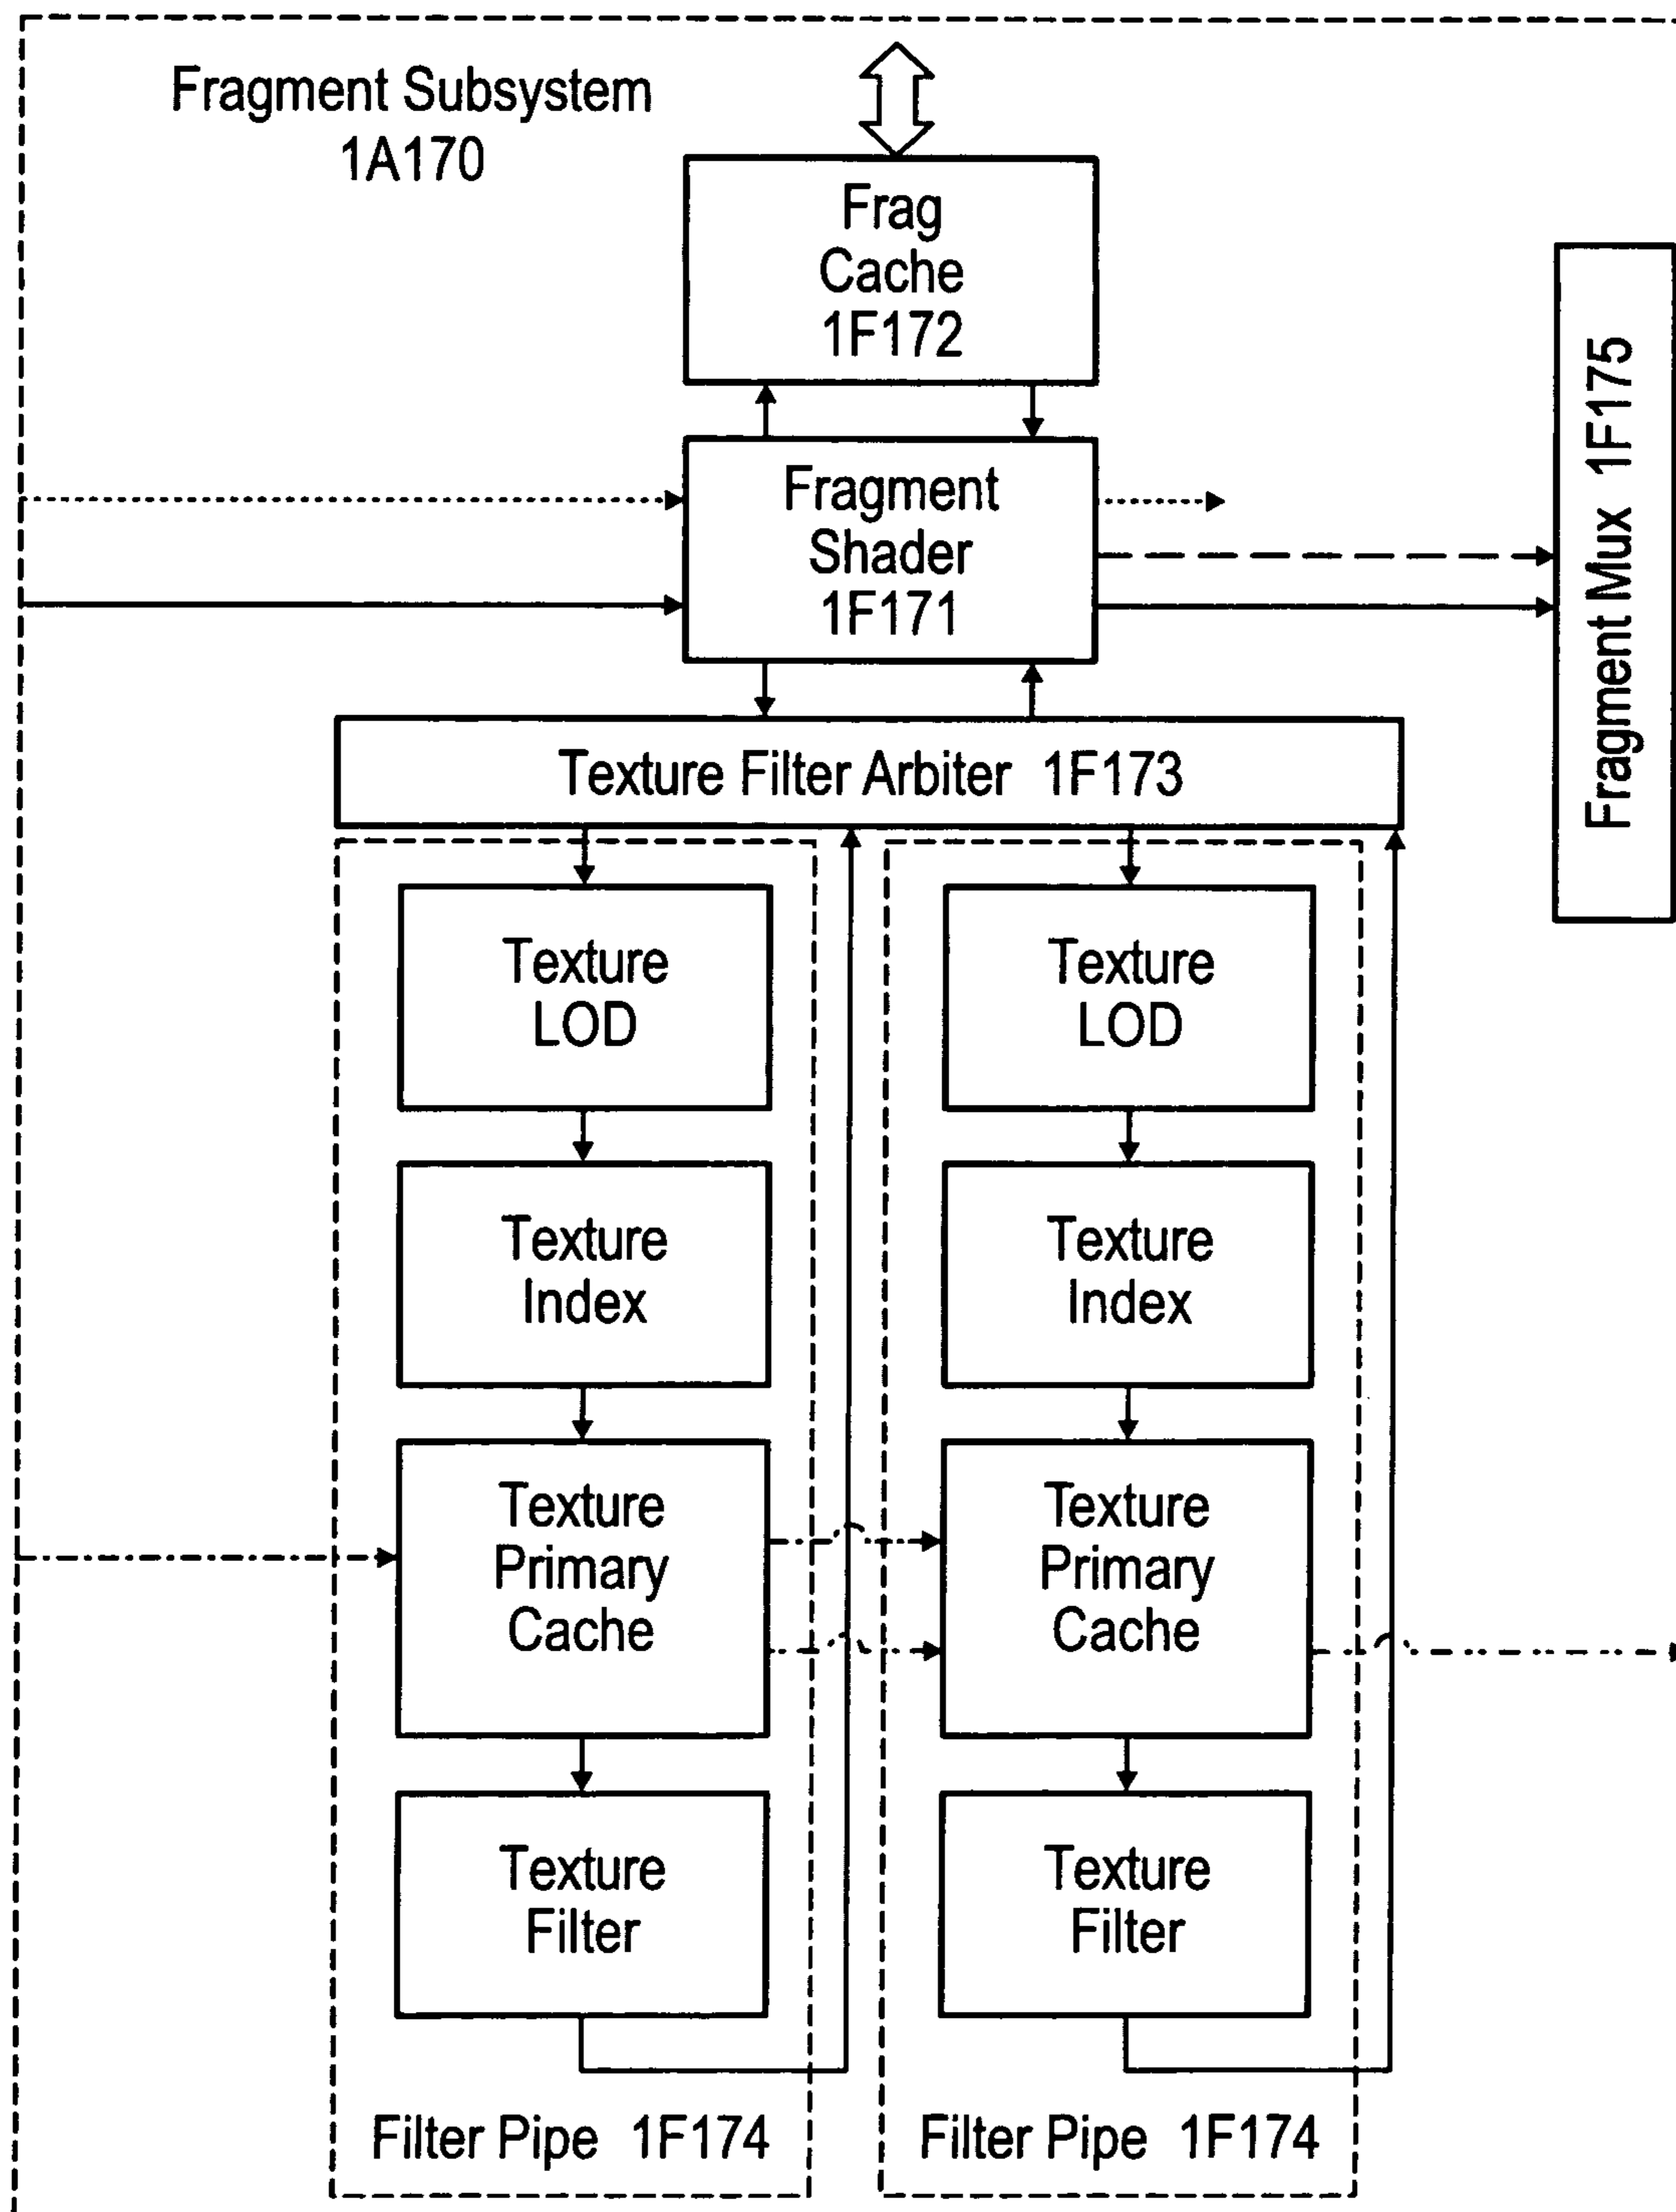 Fragment Subsystem
1A170
Frag
Cache
1F172
Fragment
Shader
1F171
Fragment Mux 1F175
Texture Filter Arbiter 1F173
Texture
LOD
Texture
Index
Texture
Primary
Cache
Texture
Filter
Filter Pipe 1F174
Texture
LOD
Texture
Index
Texture
Primary
Cache
Texture
Filter
Filter Pipe 1F174